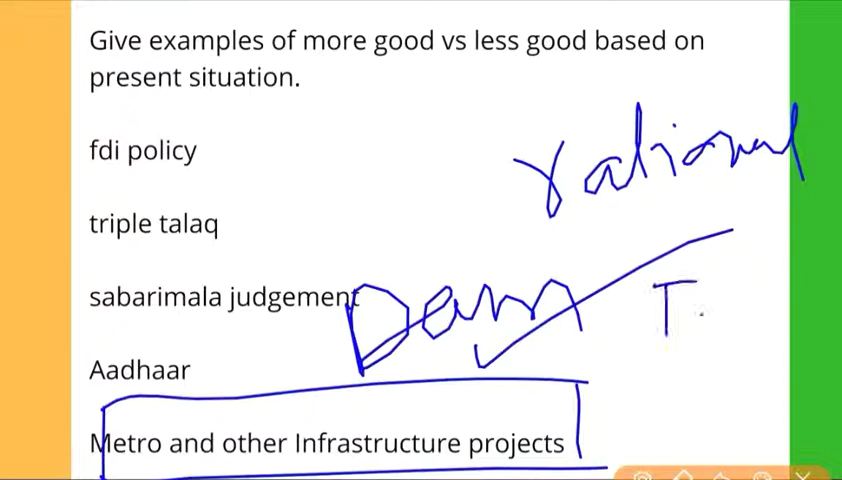 Give examples of more good vs less good based on
present situation.
fdi policy
rational
triple talaq
sabarimala judgement
Dam
T
Aadhaar
Metro and other Infrastructure projects